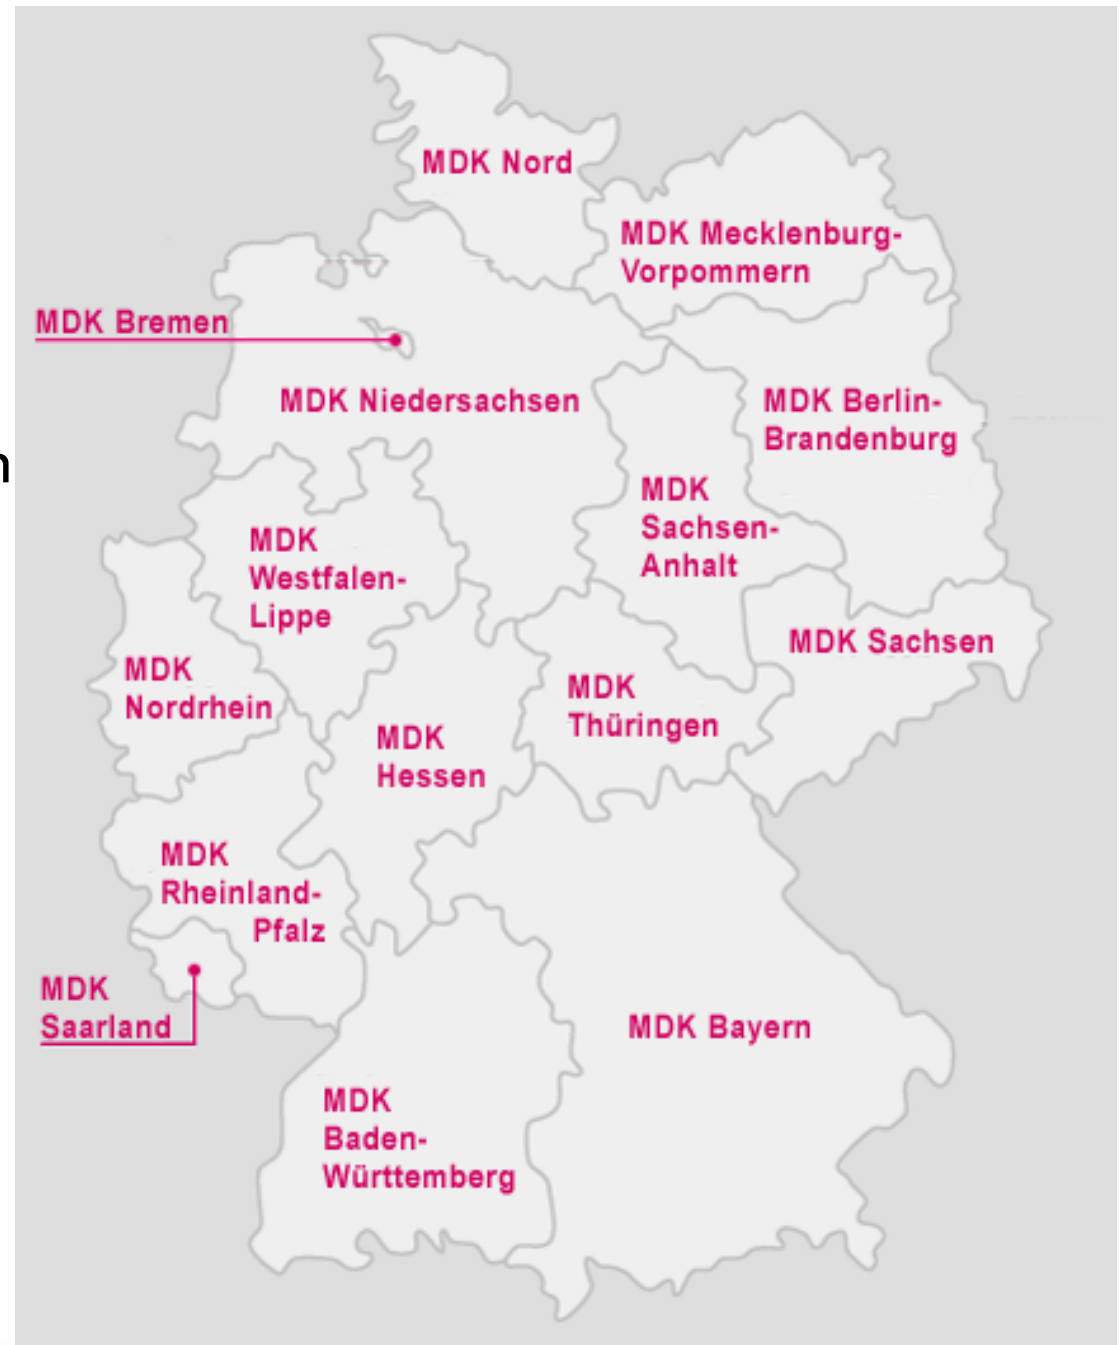 MDK Nord
MDK Mecklenburg-
Vorpommern
MDK Bremen
MDK Niedersachsen
MDK Berlin-
Brandenburg
n
MDK
Sachsen-
Anhalt
MDK
Westfalen-
Lippe
MDK Sachsen
MDK
Nordrhein
MDK
Thüringen
MDK
Hessen
MDK
Rheinland-
Pfalz
MDK
Saarland
MDK Bayern
MDK
Baden-
Württemberg